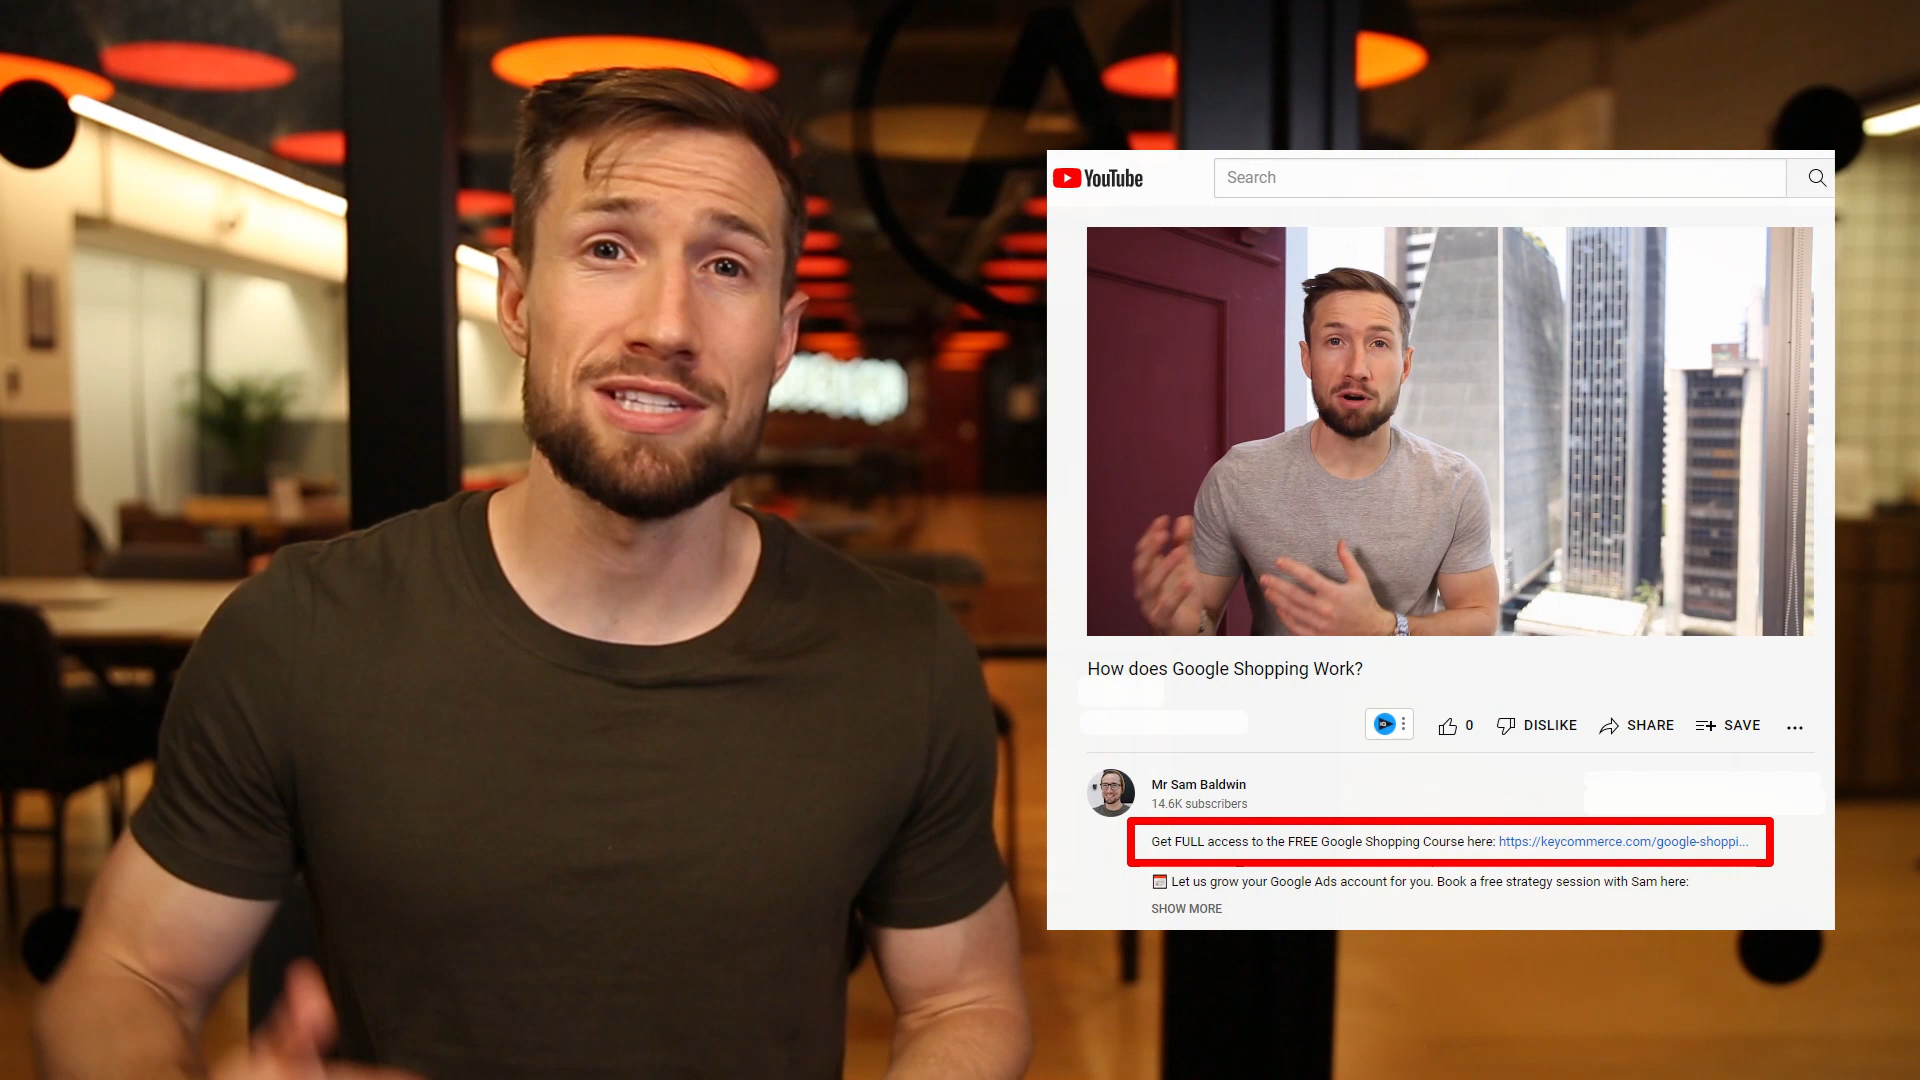 YouTube
Search
How does Google Shopping Work?
0 DISLIKE SHARE SAVE ...
Mr Sam Baldwin
14.6K subscribers
Get FULL access to the FREE Google Shopping Course here: https://keycommerce.com/google-shoppi...
Let us grow your Google Ads account for you. Book a free strategy session with Sam here:
SHOW MORE